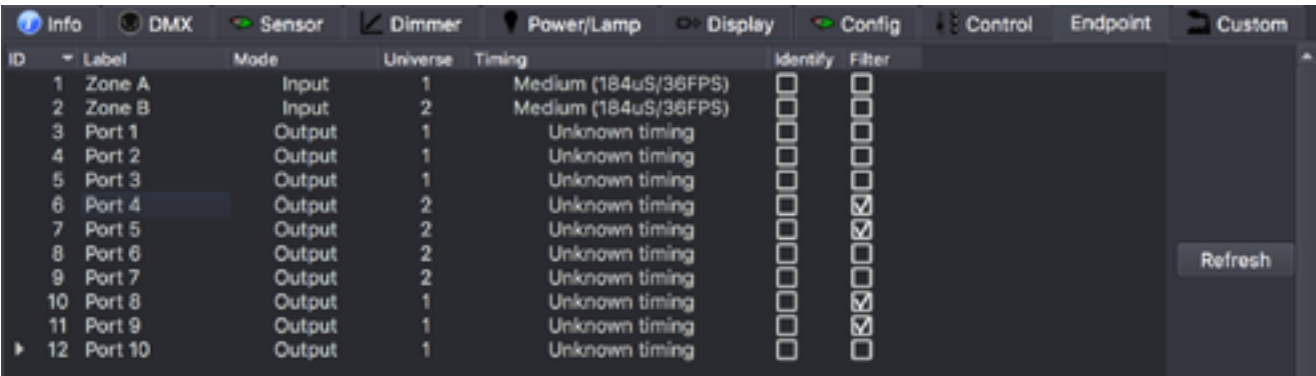 Info DMX Sensor Dimmer Power/Lamp Display Config Control Endpoint Custom
ID Label Mode Universe Timing Identify Filter
1 Zone A Input 1 Medium (184uS/36FPS)
2 Zone B Input 2 Medium (184uS/36FPS)
3 Port 1 Output 1 Unknown timing
4 Port 2 Output 1 Unknown timing
5 Port 3 Output 1 Unknown timing
6 Port 4 Output 2 Unknown timing
7 Port 5 Output 2 Unknown timing
8 Port 6 Output 2 Unknown timing
9 Port 7 Output 2 Unknown timing
10 Port 8 Output 1 Unknown timing
11 Port 9 Output 1 Unknown timing
12 Port 10 Output 1 Unknown timing
Refresh